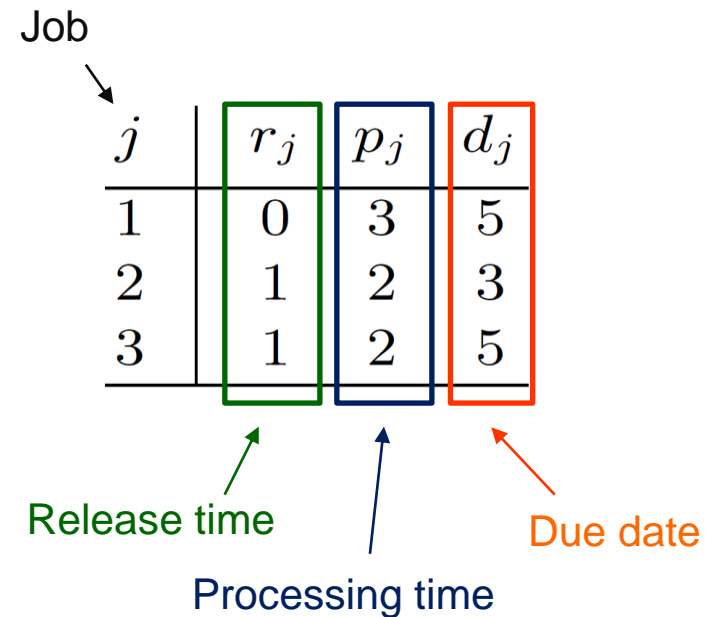 Job
j r_j p_j d_j
1 0 3 5
2 1 2 3
3 1 2 5
Release time
Due date
Processing time